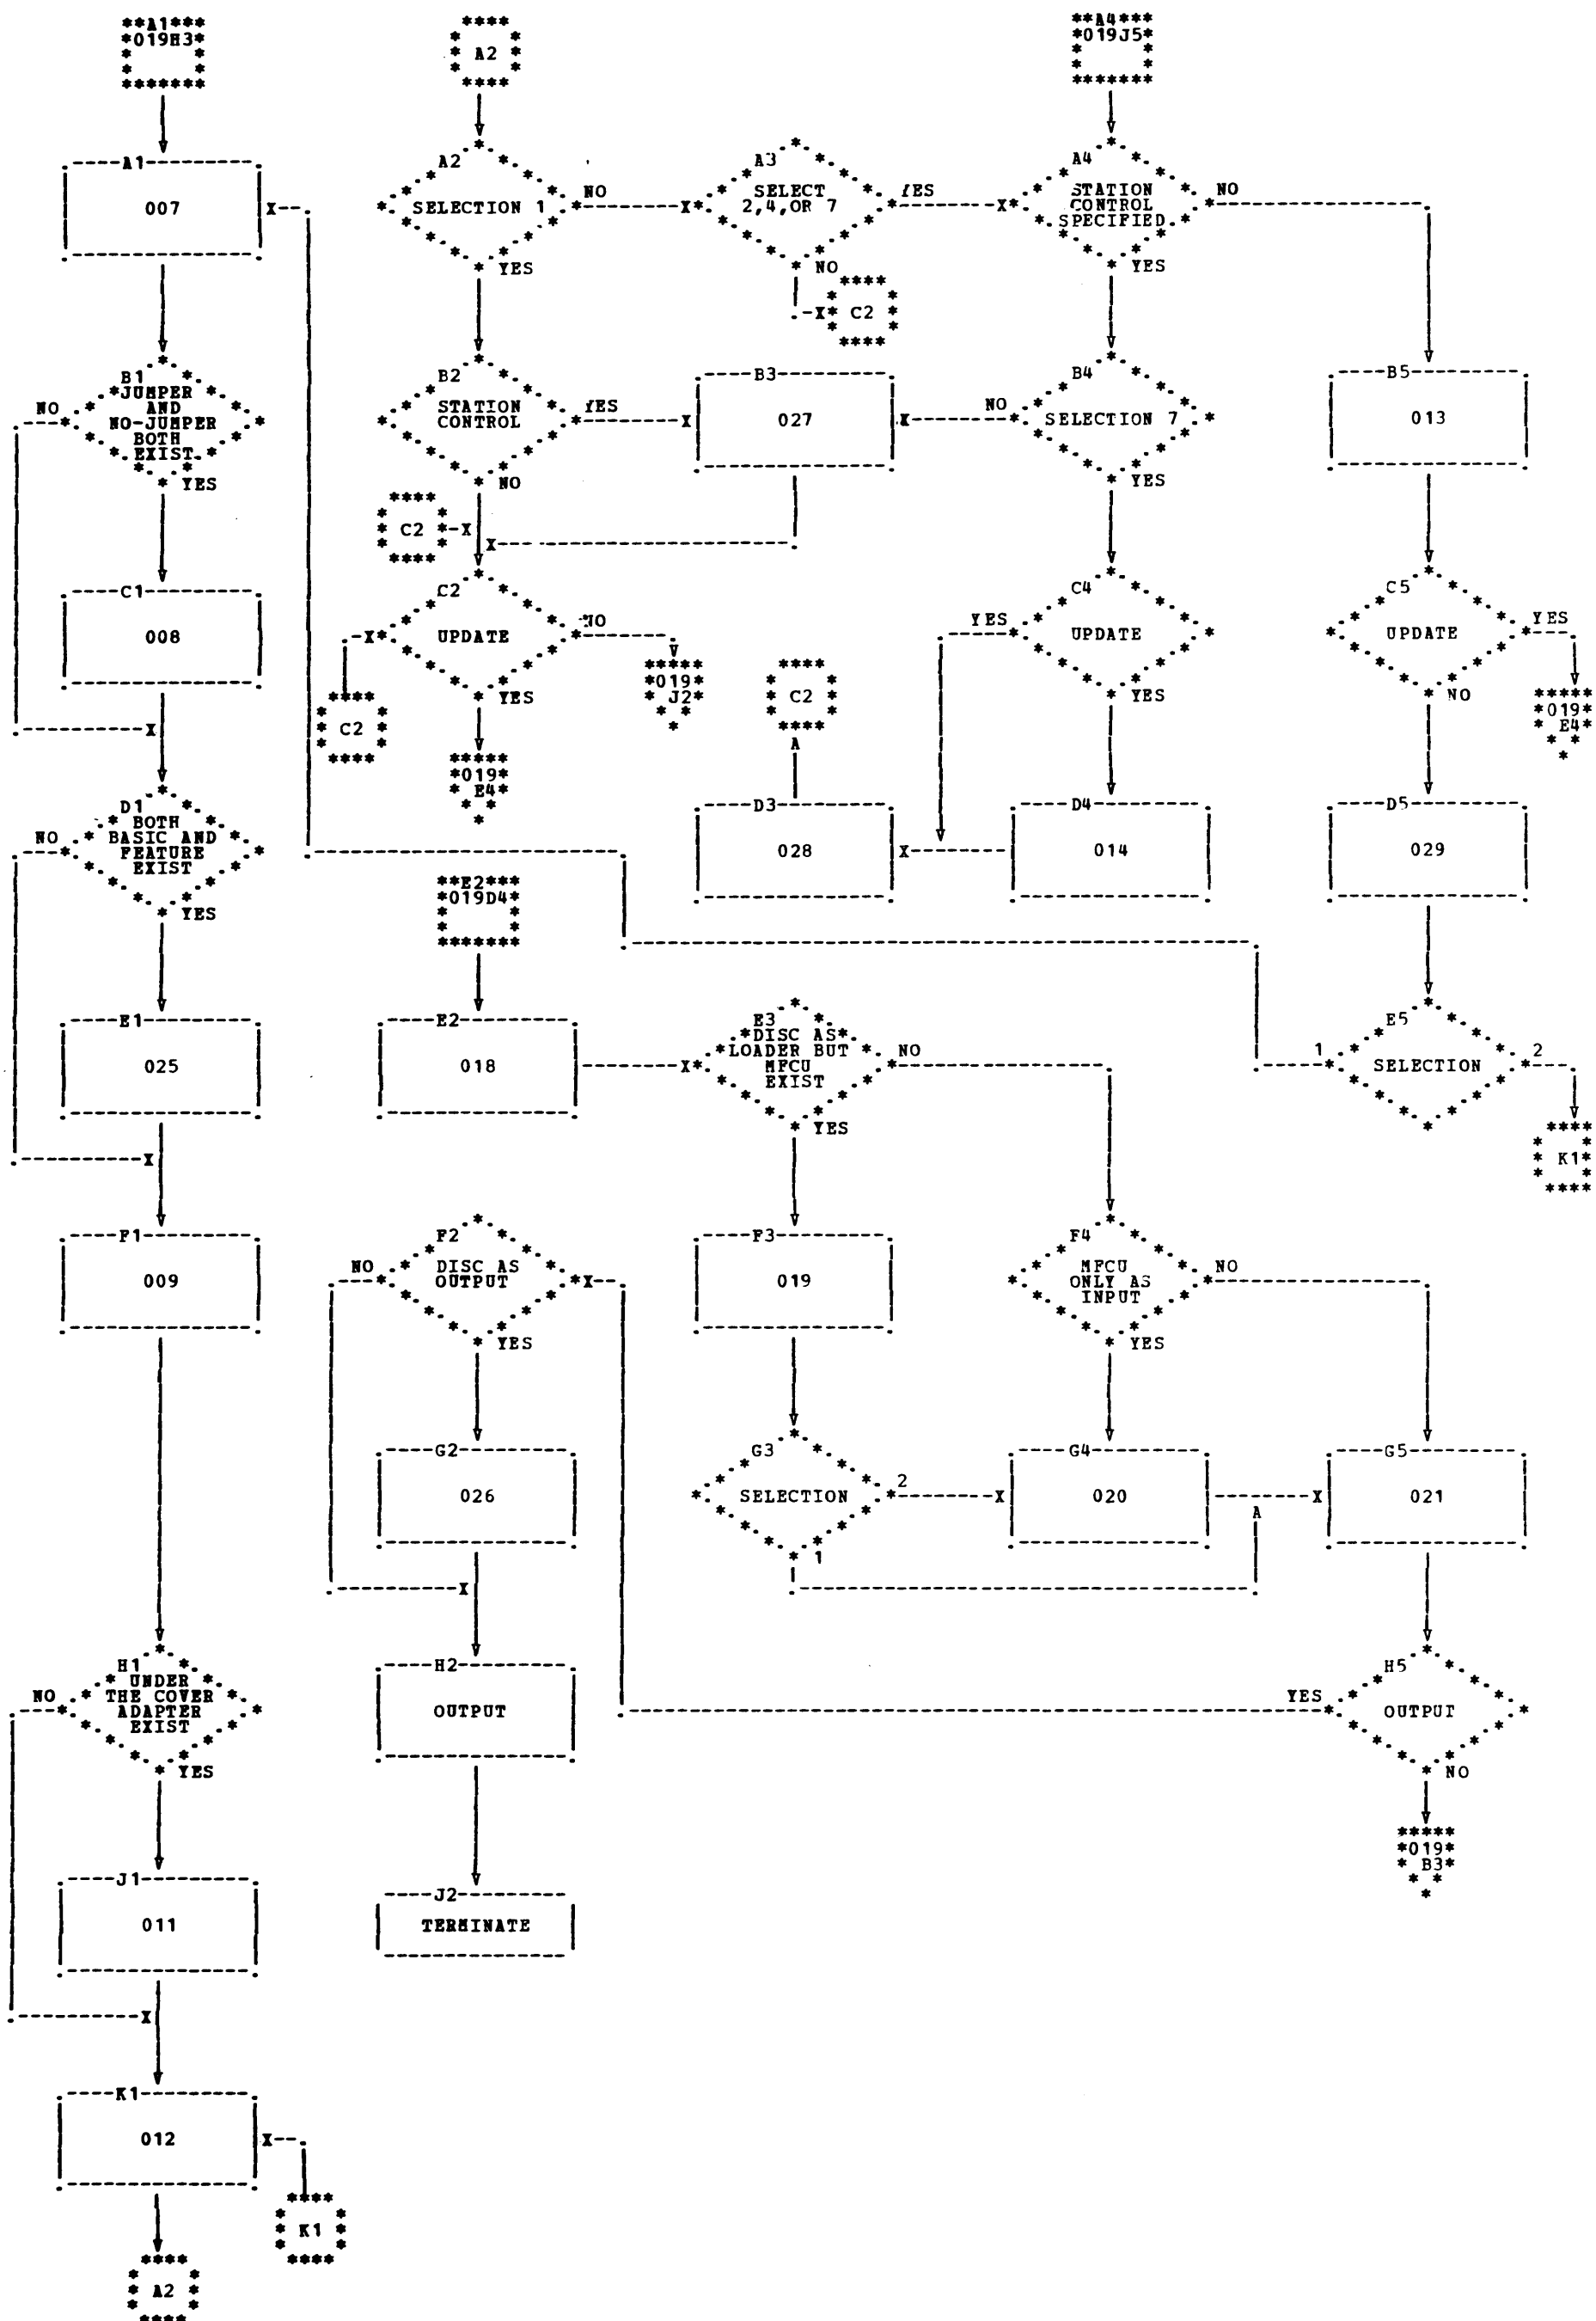 **A1***
*019H3*
A2
**A4***
*019J5*
A1
007
A2
SELECTION 1
NO
YES
A3
SELECT
2,4,OR 7
YES
NO
C2
A4
STATION
CONTROL
SPECIFIED
NO
YES
B1
JUMPER
AND
NO-JUMPER
BOTH
EXIST
NO
YES
B2
STATION
CONTROL
YES
NO
B3
027
B4
SELECTION 7
NO
YES
B5
013
C2
C1
008
C2
UPDATE
NO
YES
C2
019
J2
019
E4
C2
C4
UPDATE
YES
YES
C5
UPDATE
YES
NO
019
E4
D1
BOTH
BASIC AND
FEATURE
EXIST
NO
YES
D3
028
D4
014
D5
029
**E2***
*019D4*
E1
025
E2
018
E3
DISC AS
LOADER BUT
MFCU
EXIST
NO
YES
E5
SELECTION
1
2
K1
F1
009
F2
DISC AS
OUTPUT
NO
YES
F3
019
F4
MFCU
ONLY AS
INPUT
NO
YES
G2
026
G3
SELECTION
2
1
G4
020
G5
021
H1
UNDER
THE COVER
ADAPTER
EXIST
NO
YES
H2
OUTPUT
H5
OUTPUT
YES
NO
019
B3
J1
011
J2
TERMINATE
K1
012
K1
A2